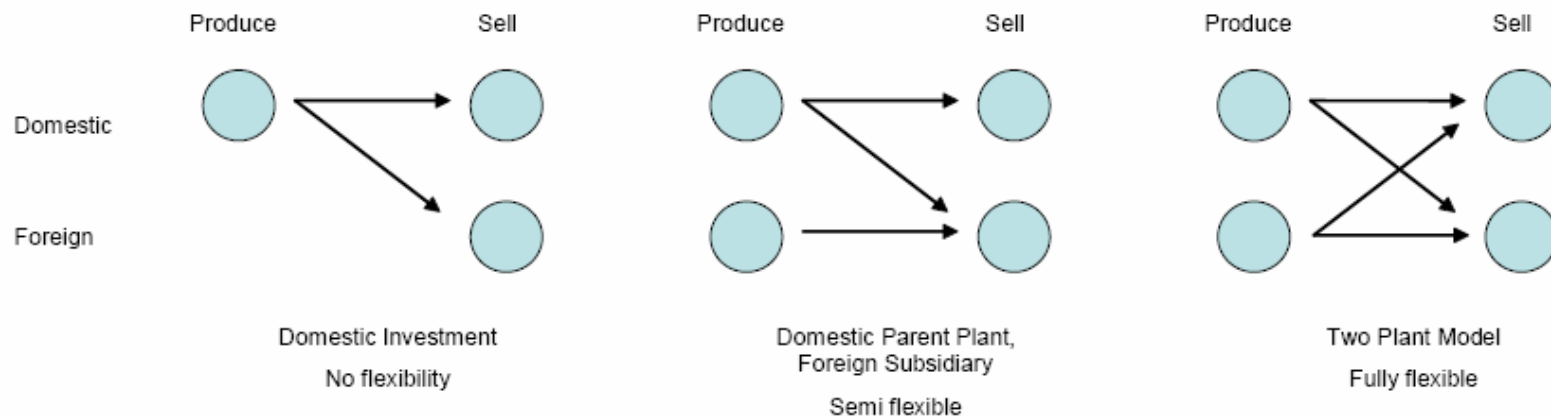 Produce Sell
Produce Sell
Produce Sell
Domestic
Foreign
Domestic Investment
No flexibility
Domestic Parent Plant,
Foreign Subsidiary
Semi flexible
Two Plant Model
Fully flexible